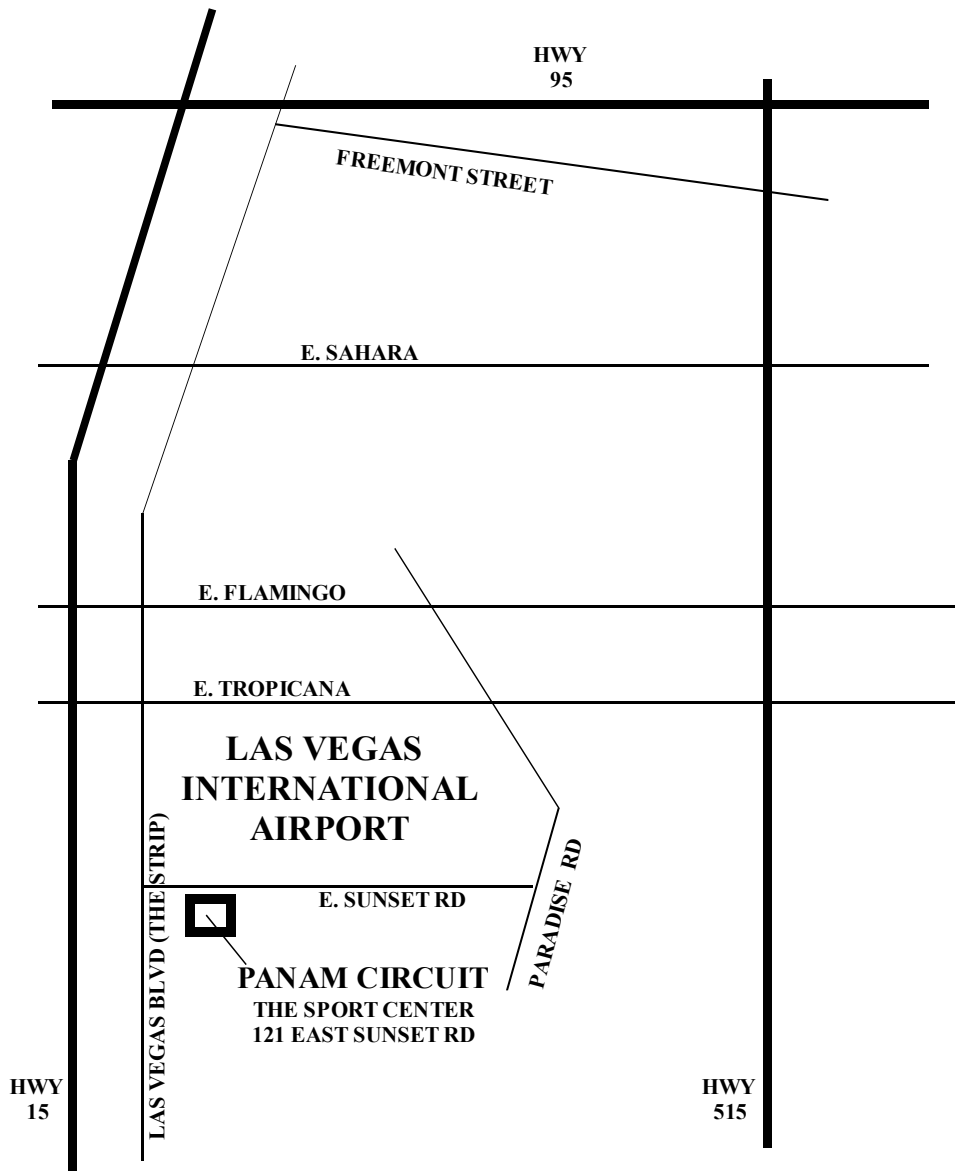 HWY
95
FREEMONT STREET
E. SAHARA
E. FLAMINGO
E. TROPICANA
LAS VEGAS
INTERNATIONAL
AIRPORT
LAS VEGAS BLVD (THE STRIP)
E. SUNSET RD
PARADISE RD
PANAM CIRCUIT
THE SPORT CENTER
121 EAST SUNSET RD
HWY
15
HWY
515